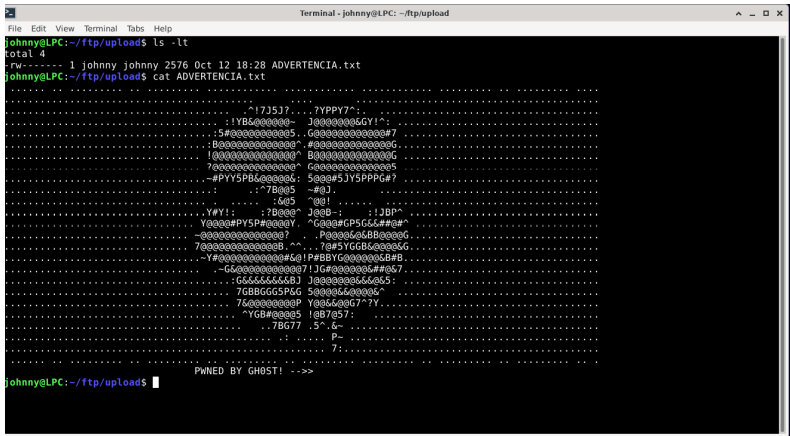 Terminal - johnny@LPC: ~/ftp/upload
File Edit View Terminal Tabs Help
johnny@LPC:~/ftp/upload$ ls -lt
total 4
-rw------- 1 johnny johnny 2576 Oct 12 18:28 ADVERTENCIA.txt
johnny@LPC:~/ftp/upload$ cat ADVERTENCIA.txt
PWNED BY GH0ST! -->>
johnny@LPC:~/ftp/upload$